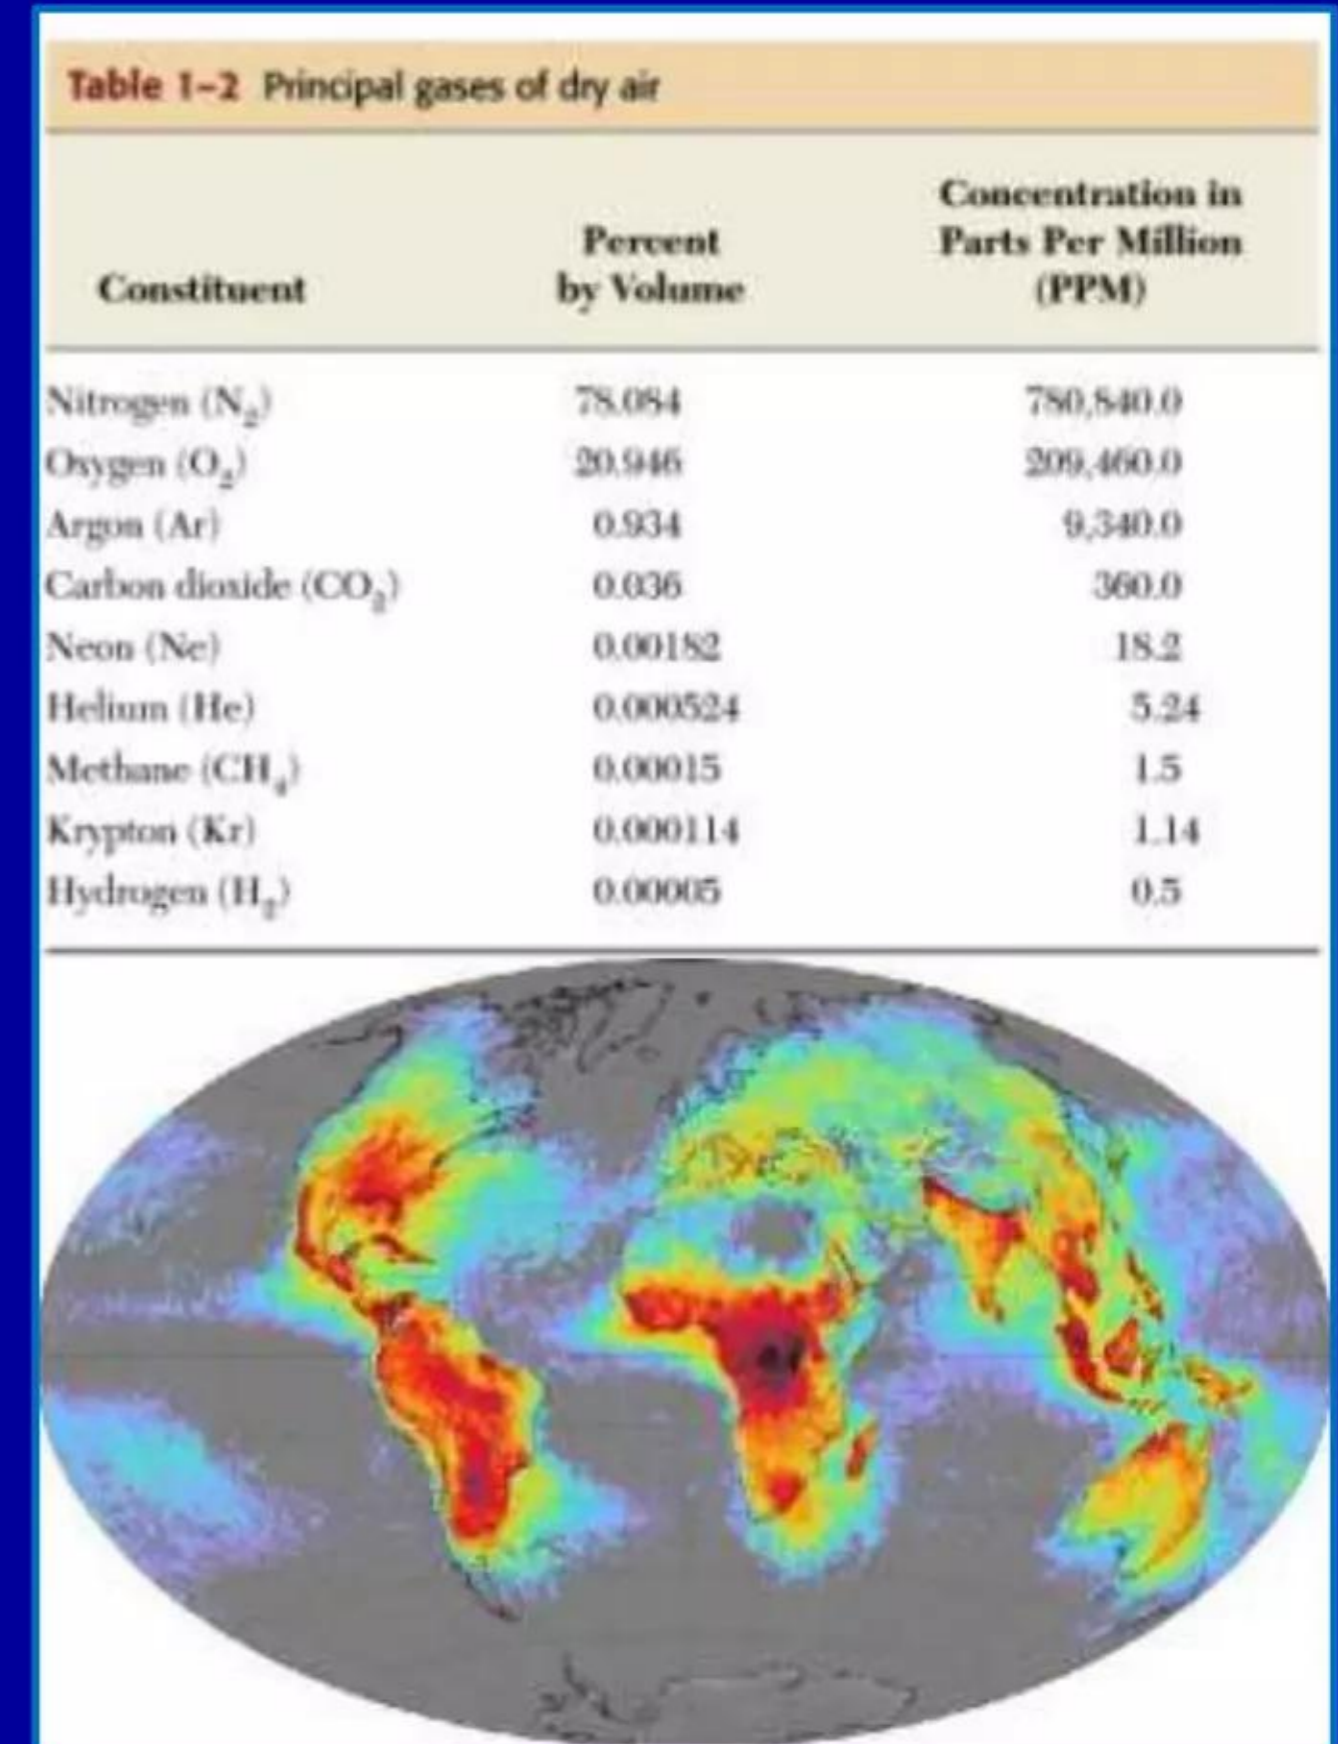 Table 1–2 Principal gases of dry air
Constituent Percent by Volume Concentration in Parts Per Million (PPM)
Nitrogen (N₂) 78.084 780,840.0
Oxygen (O₂) 20.946 209,460.0
Argon (Ar) 0.934 9,340.0
Carbon dioxide (CO₂) 0.036 360.0
Neon (Ne) 0.00182 18.2
Helium (He) 0.000524 5.24
Methane (CH₄) 0.00015 1.5
Krypton (Kr) 0.000114 1.14
Hydrogen (H₂) 0.00005 0.5